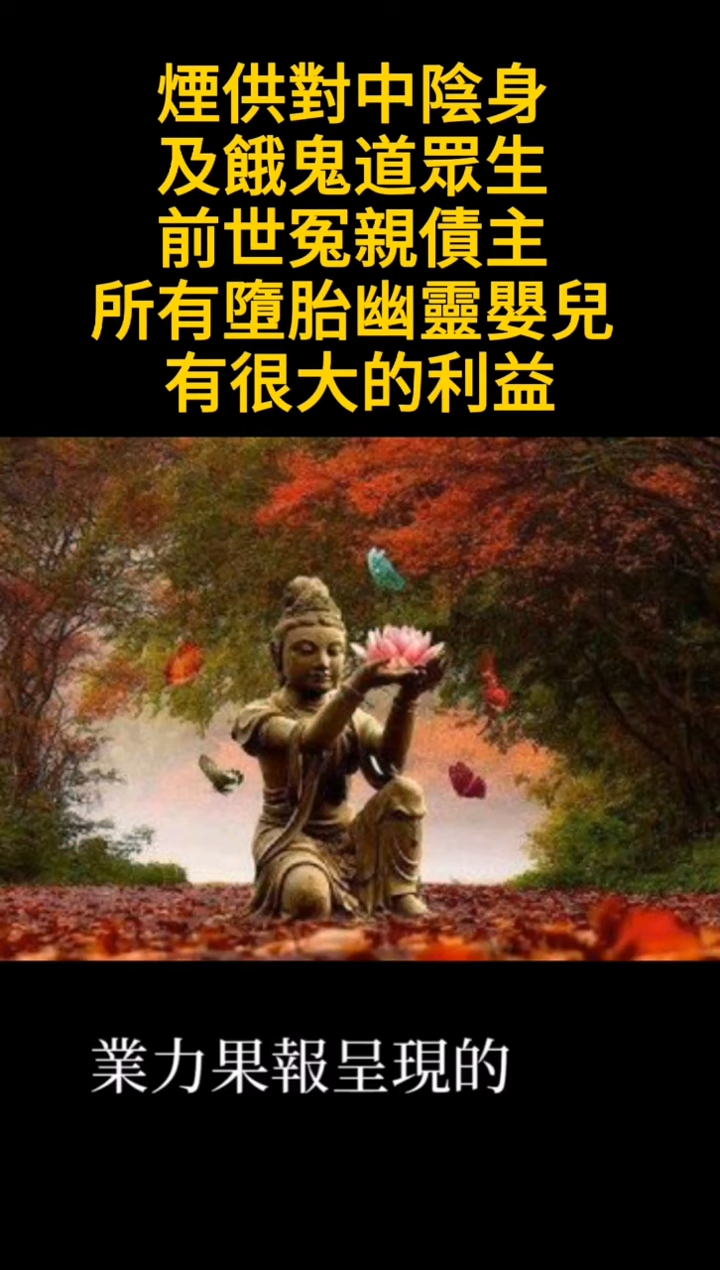 煙供對中陰身
及餓鬼道眾生
前世冤親債主
所有墮胎幽靈嬰兒
有很大的利益
業力果報呈現的